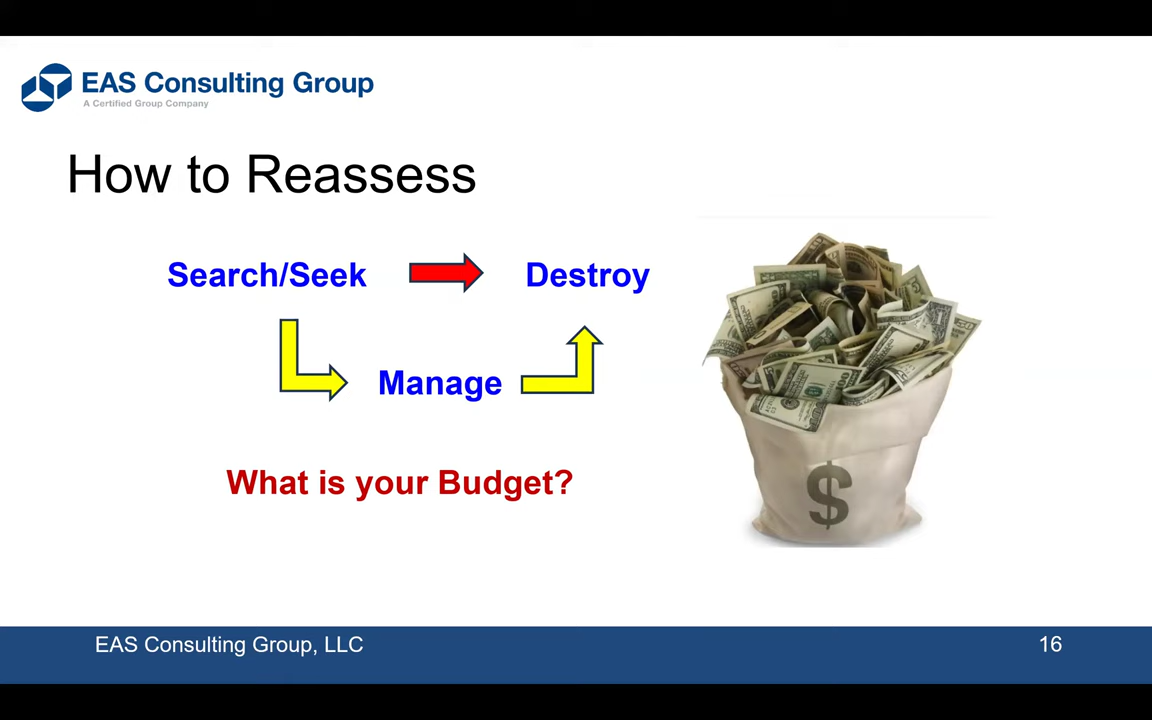 EAS Consulting Group
A Certified Group Company
How to Reassess
Search/Seek Destroy
Manage
What is your Budget?
$
EAS Consulting Group, LLC 16